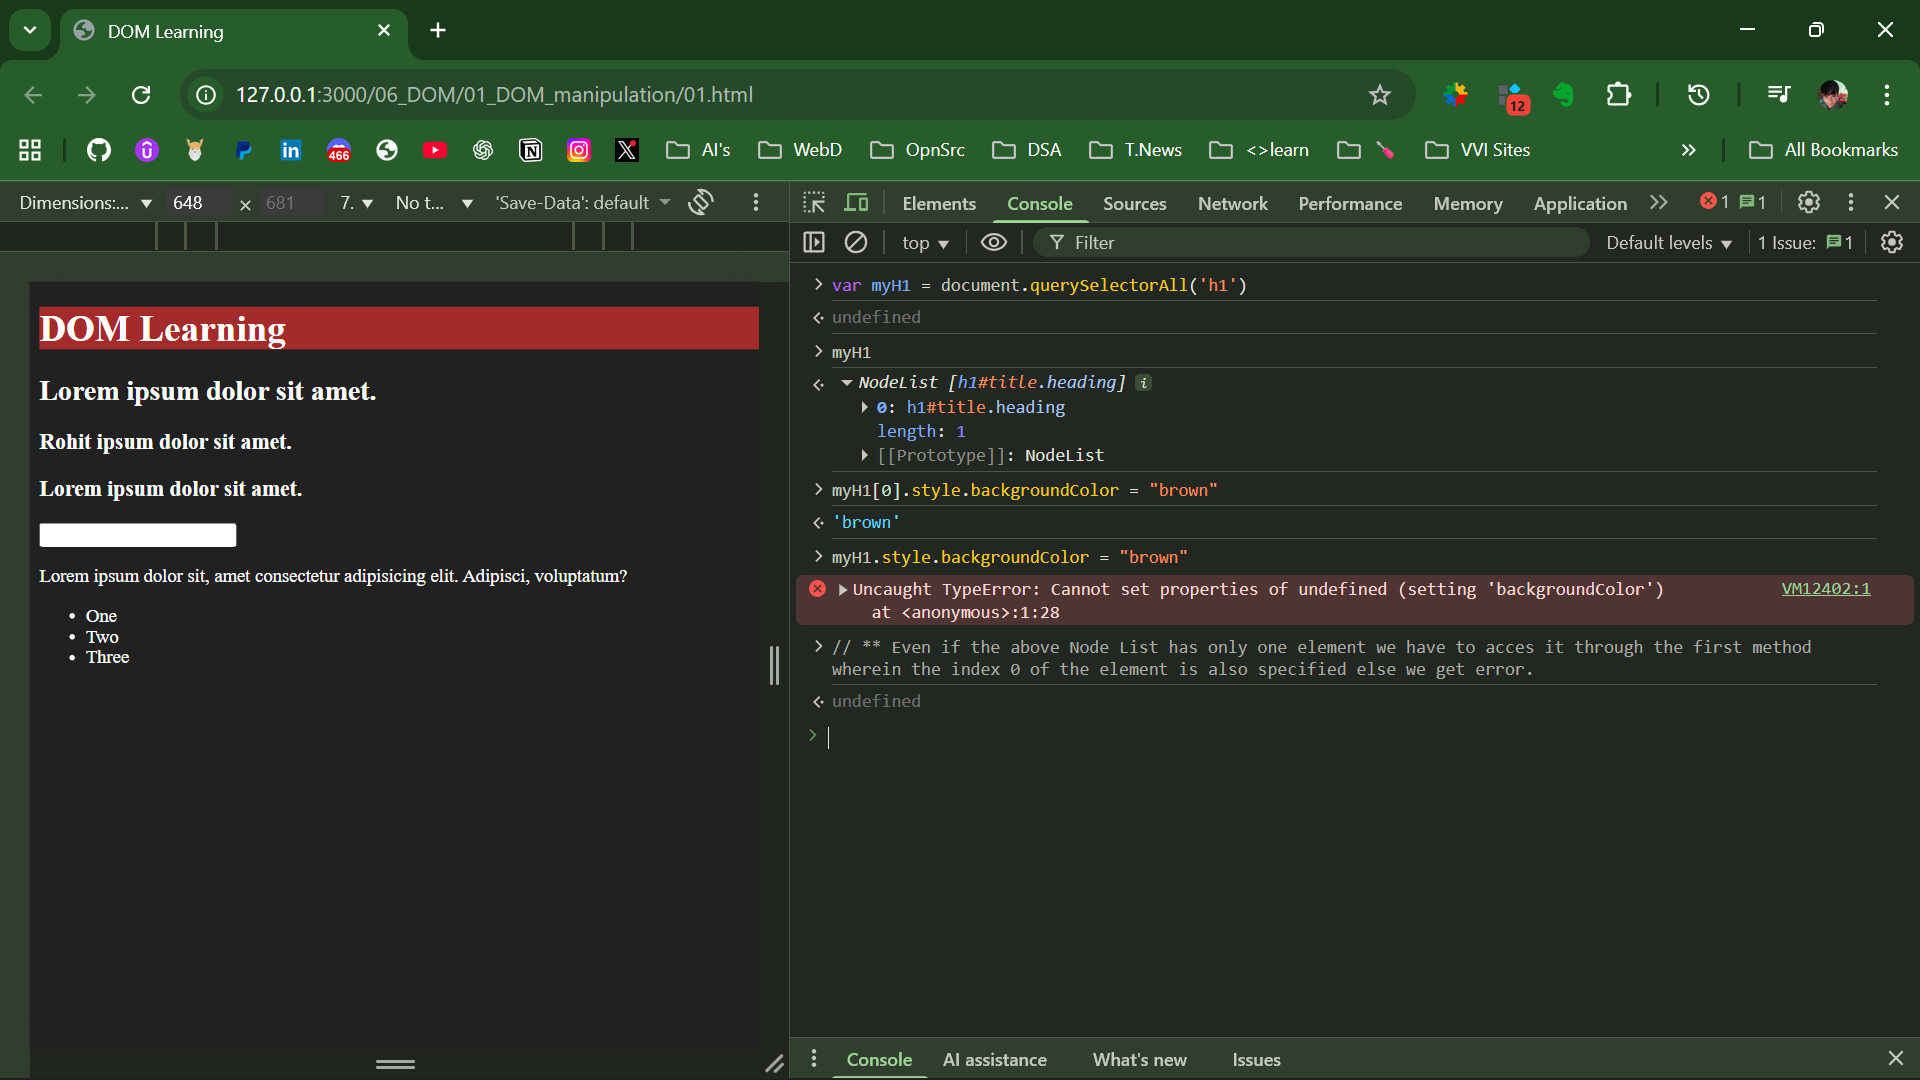 DOM Learning
127.0.0.1:3000/06_DOM/01_DOM_manipulation/01.html
12
466
AI's
WebD
OpnSrc
DSA
T.News
<>learn
VVI Sites
All Bookmarks
Dimensions:... 648 × 681 7. No t... 'Save-Data': default
Elements Console Sources Network Performance Memory Application 1 1
top Filter Default levels 1 Issue: 1
DOM Learning
Lorem ipsum dolor sit amet.
Rohit ipsum dolor sit amet.
Lorem ipsum dolor sit amet.
Lorem ipsum dolor sit, amet consectetur adipisicing elit. Adipisci, voluptatum?
• One
• Two
• Three
var myH1 = document.querySelectorAll('h1')
undefined
myH1
NodeList [h1#title.heading] i
0: h1#title.heading
length: 1
[[Prototype]]: NodeList
myH1[0].style.backgroundColor = "brown"
'brown'
myH1.style.backgroundColor = "brown"
Uncaught TypeError: Cannot set properties of undefined (setting 'backgroundColor') VM12402:1
at <anonymous>:1:28
// ** Even if the above Node List has only one element we have to acces it through the first method
wherein the index 0 of the element is also specified else we get error.
undefined
Console AI assistance What's new Issues